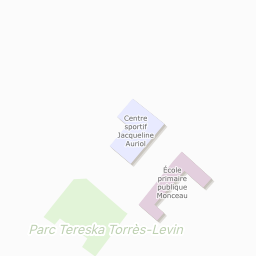 Centre
sportif
Jacqueline
Auriol
École
primaire
publique
Monceau
Parc Tereska Torrès-Levin